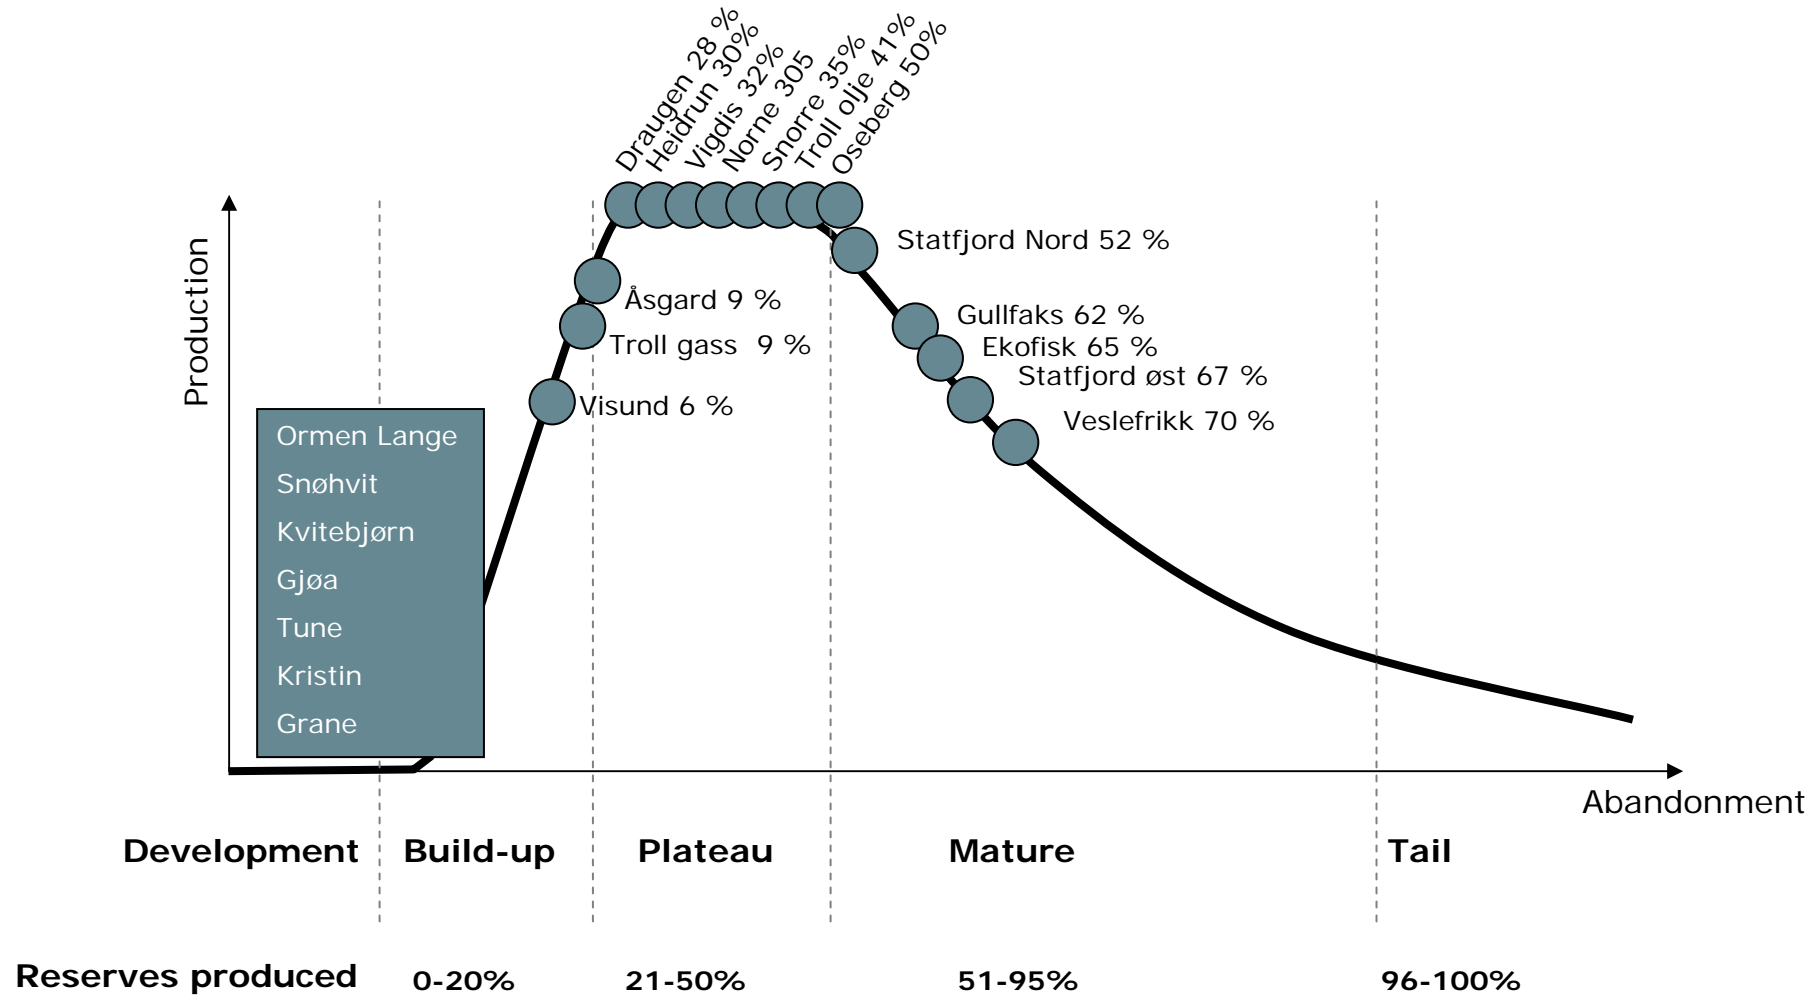 Draugen 28 %
Heidrun 30%
Vigdis 32%
Norne 305
Snorre 35%
Troll olje 41%
Oseberg 50%
Statfjord Nord 52 %
Production
Åsgard 9 %
Gullfaks 62 %
Troll gass  9 %
Ekofisk 65 %
Statfjord øst 67 %
Visund 6 %
Veslefrikk 70 %
Ormen Lange
Snøhvit
Kvitebjørn
Gjøa
Tune
Kristin
Grane
Abandonment
Development Build-up Plateau Mature Tail
Reserves produced 0-20% 21-50% 51-95% 96-100%